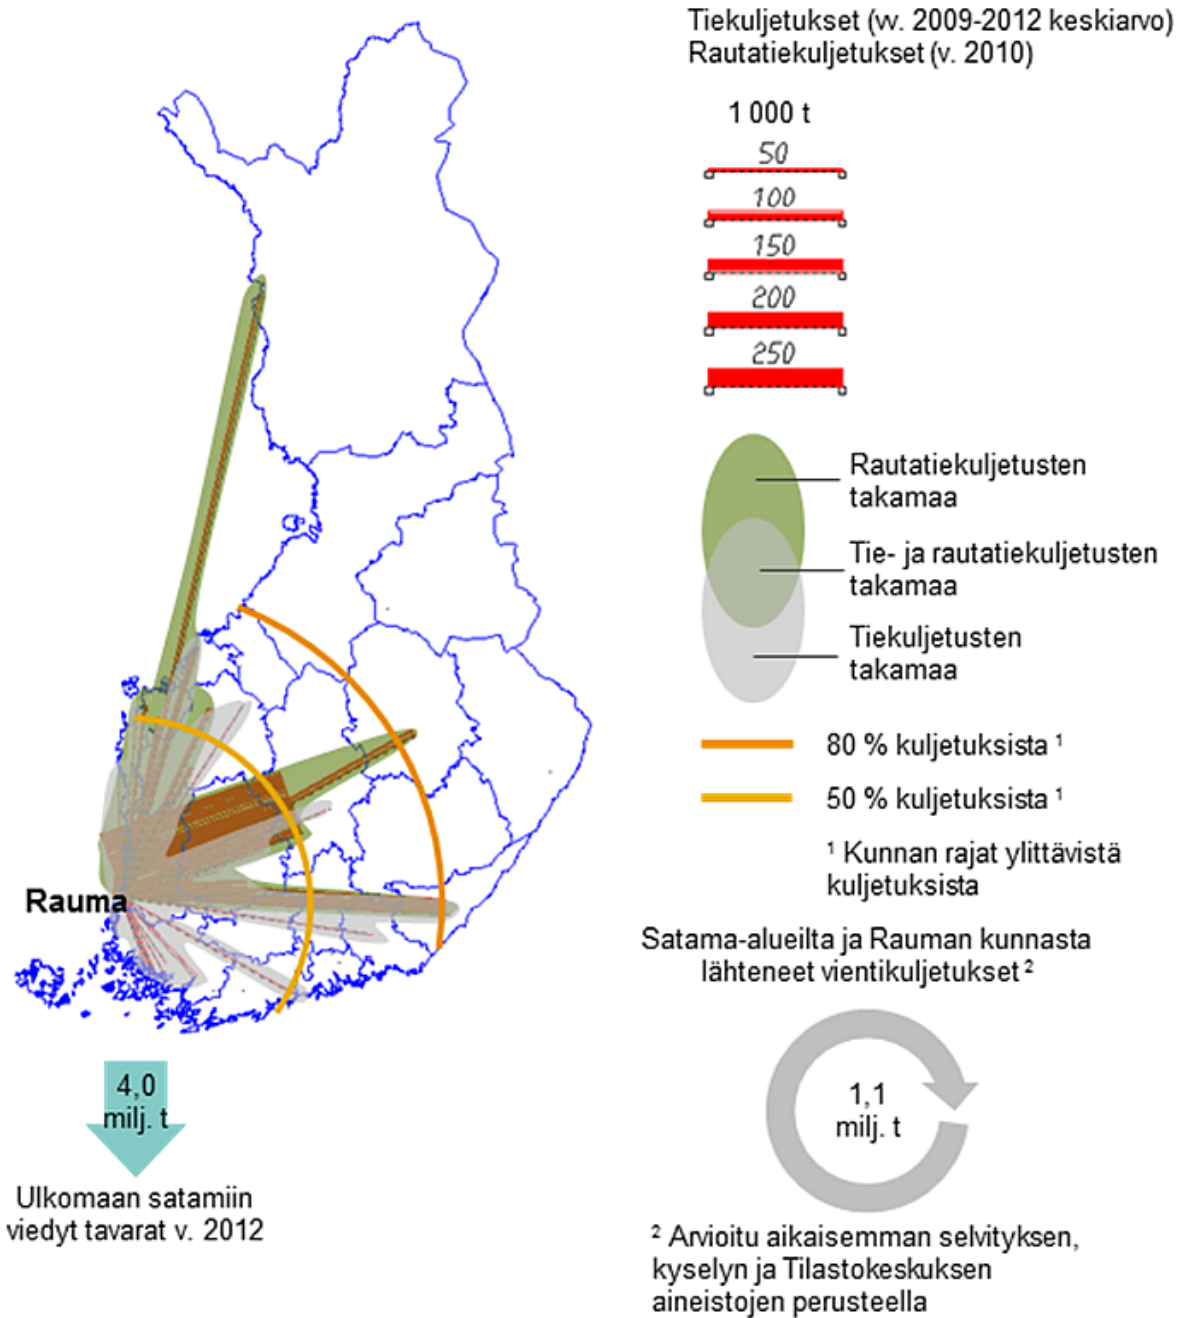 Tiekuljetukset (vv. 2009-2012 keskiarvo)
Rautatiekuljetukset (v. 2010)
1 000 t
50
100
150
200
250
Rautatiekuljetusten
takamaa
Tie- ja rautatiekuljetusten
takamaa
Tiekuljetusten
takamaa
80 % kuljetuksista ¹
50 % kuljetuksista ¹
¹ Kunnan rajat ylittävistä
kuljetuksista
Rauma
Satama-alueilta ja Rauman kunnasta
lähteneet vientikuljetukset ²
4,0
milj. t
Ulkomaan satamiin
viedyt tavarat v. 2012
1,1
milj. t
² Arvioitu aikaisemman selvityksen,
kyselyn ja Tilastokeskuksen
aineistojen perusteella